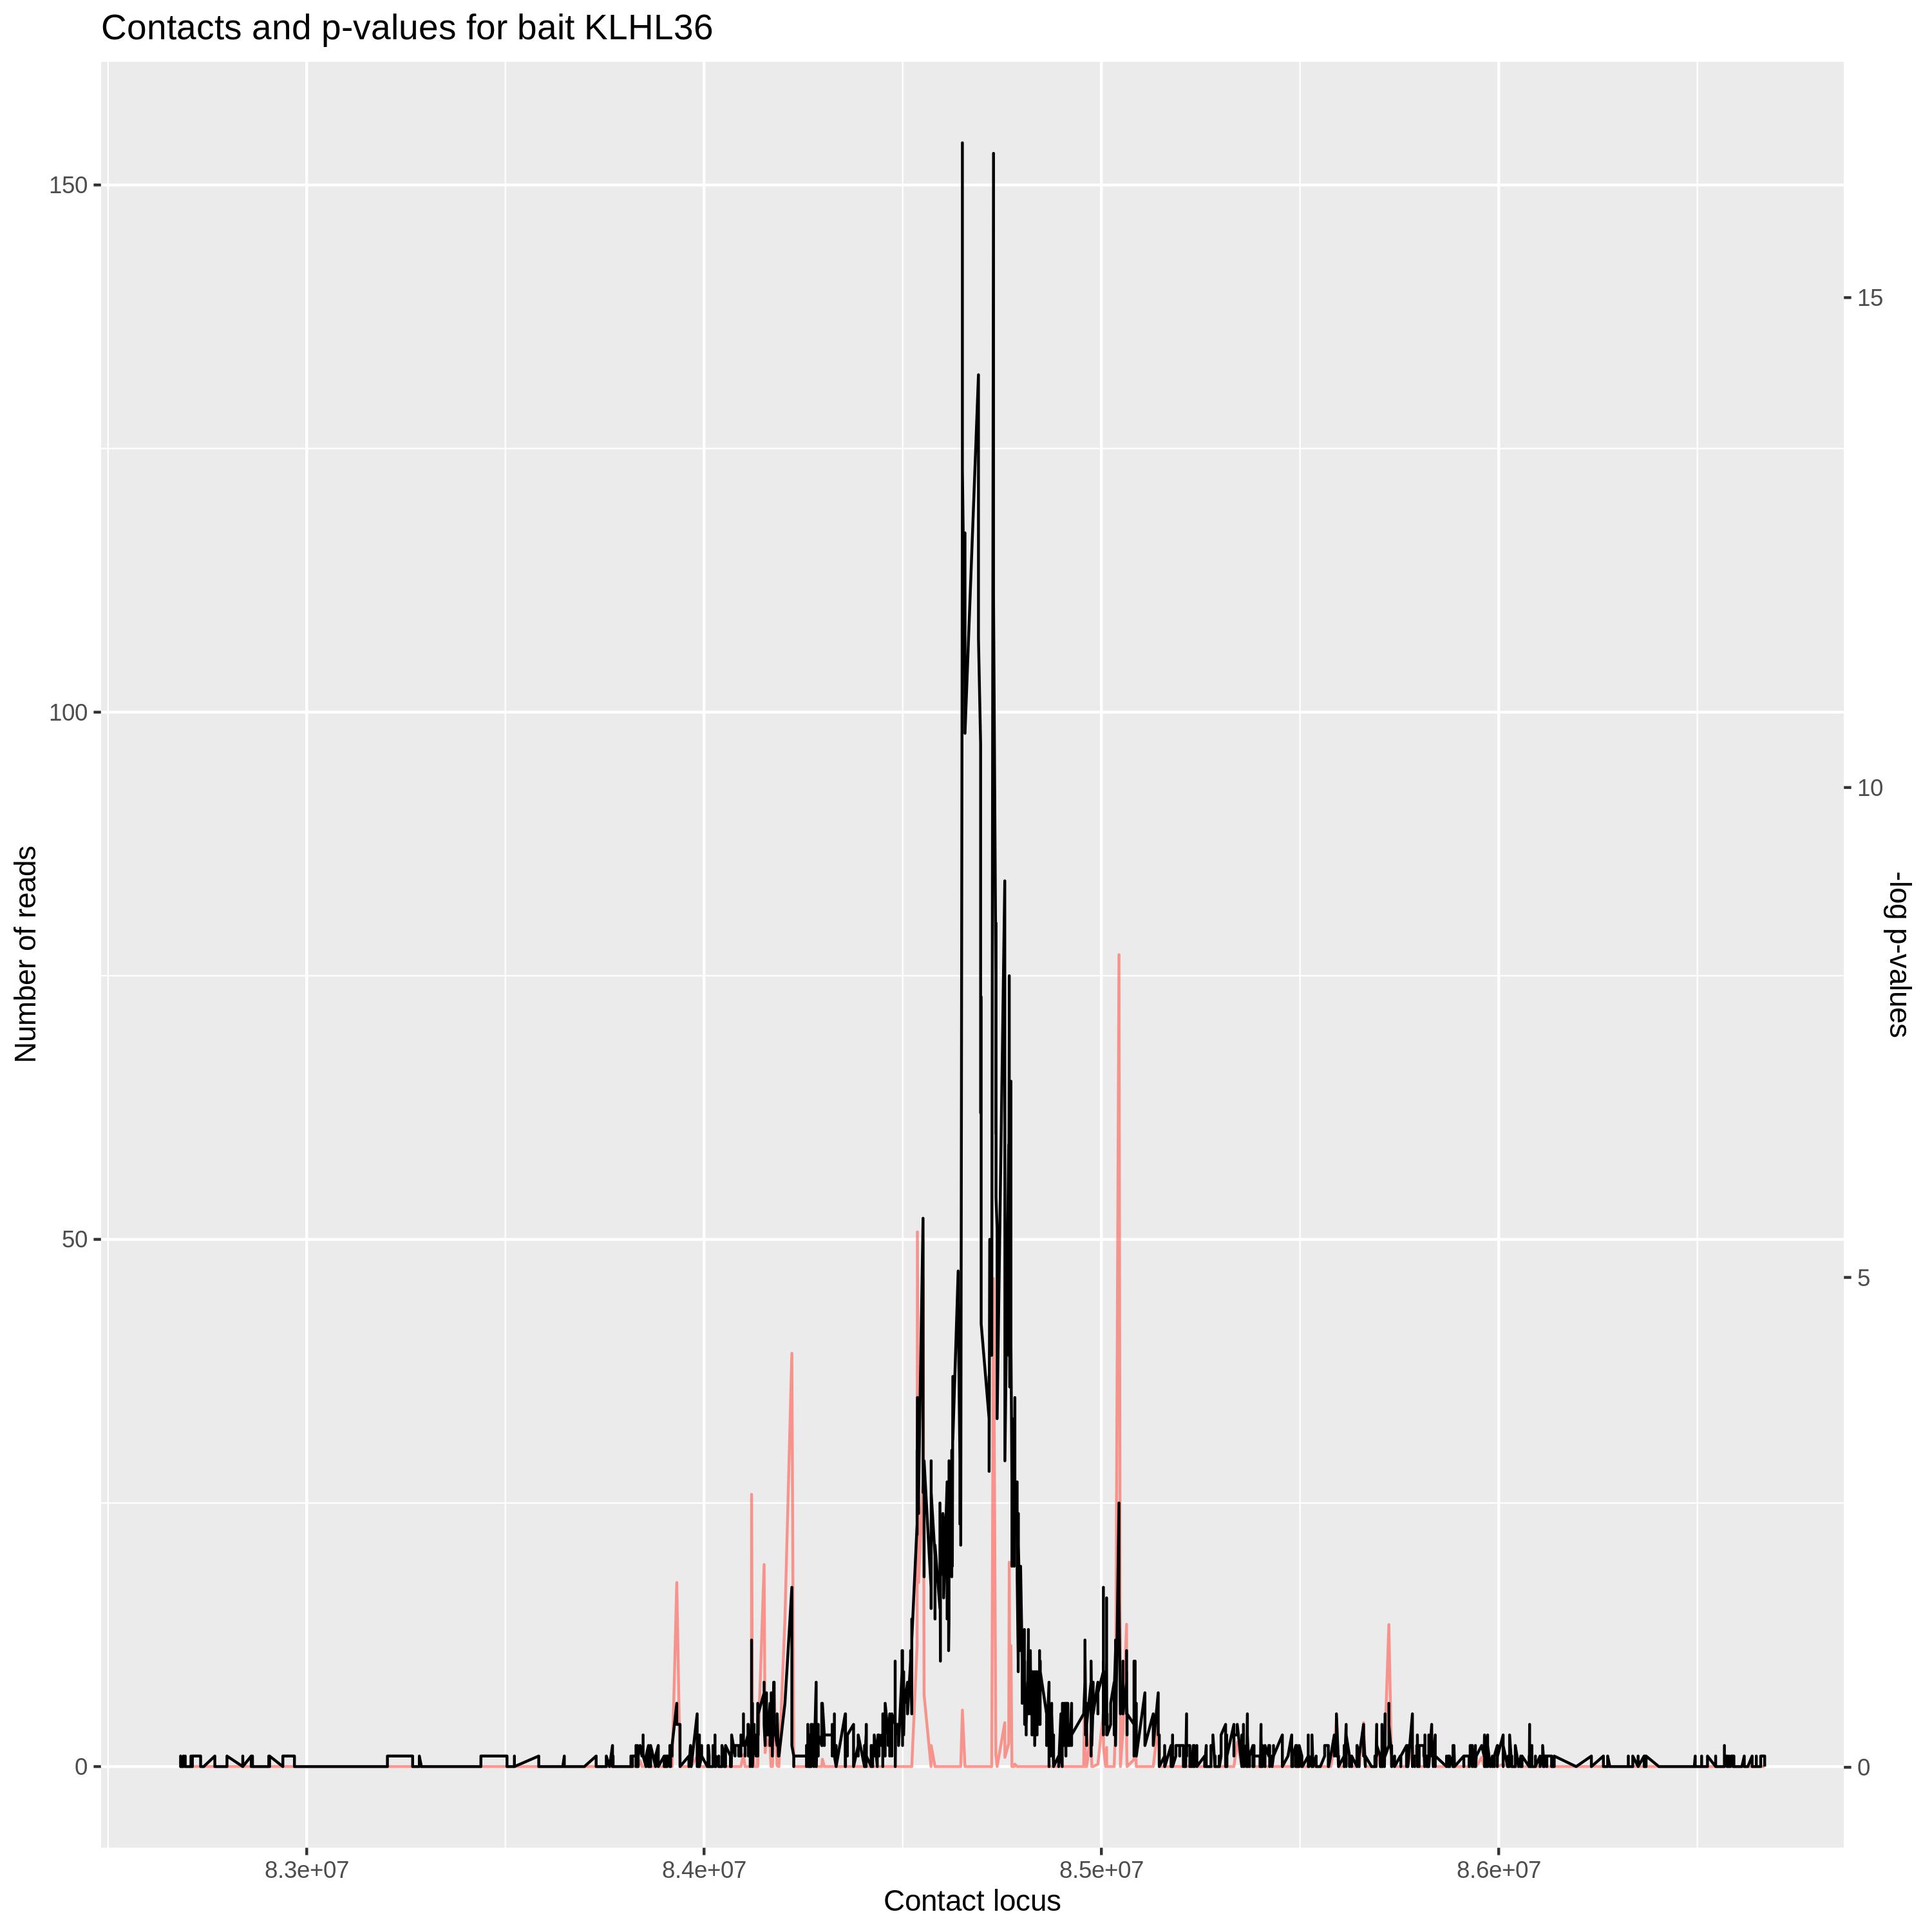 Contacts and p-values for bait KLHL36
150
100
50
0
Number of reads
15
10
5
0
-log p-values
8.3e+07
8.4e+07
8.5e+07
8.6e+07
Contact locus